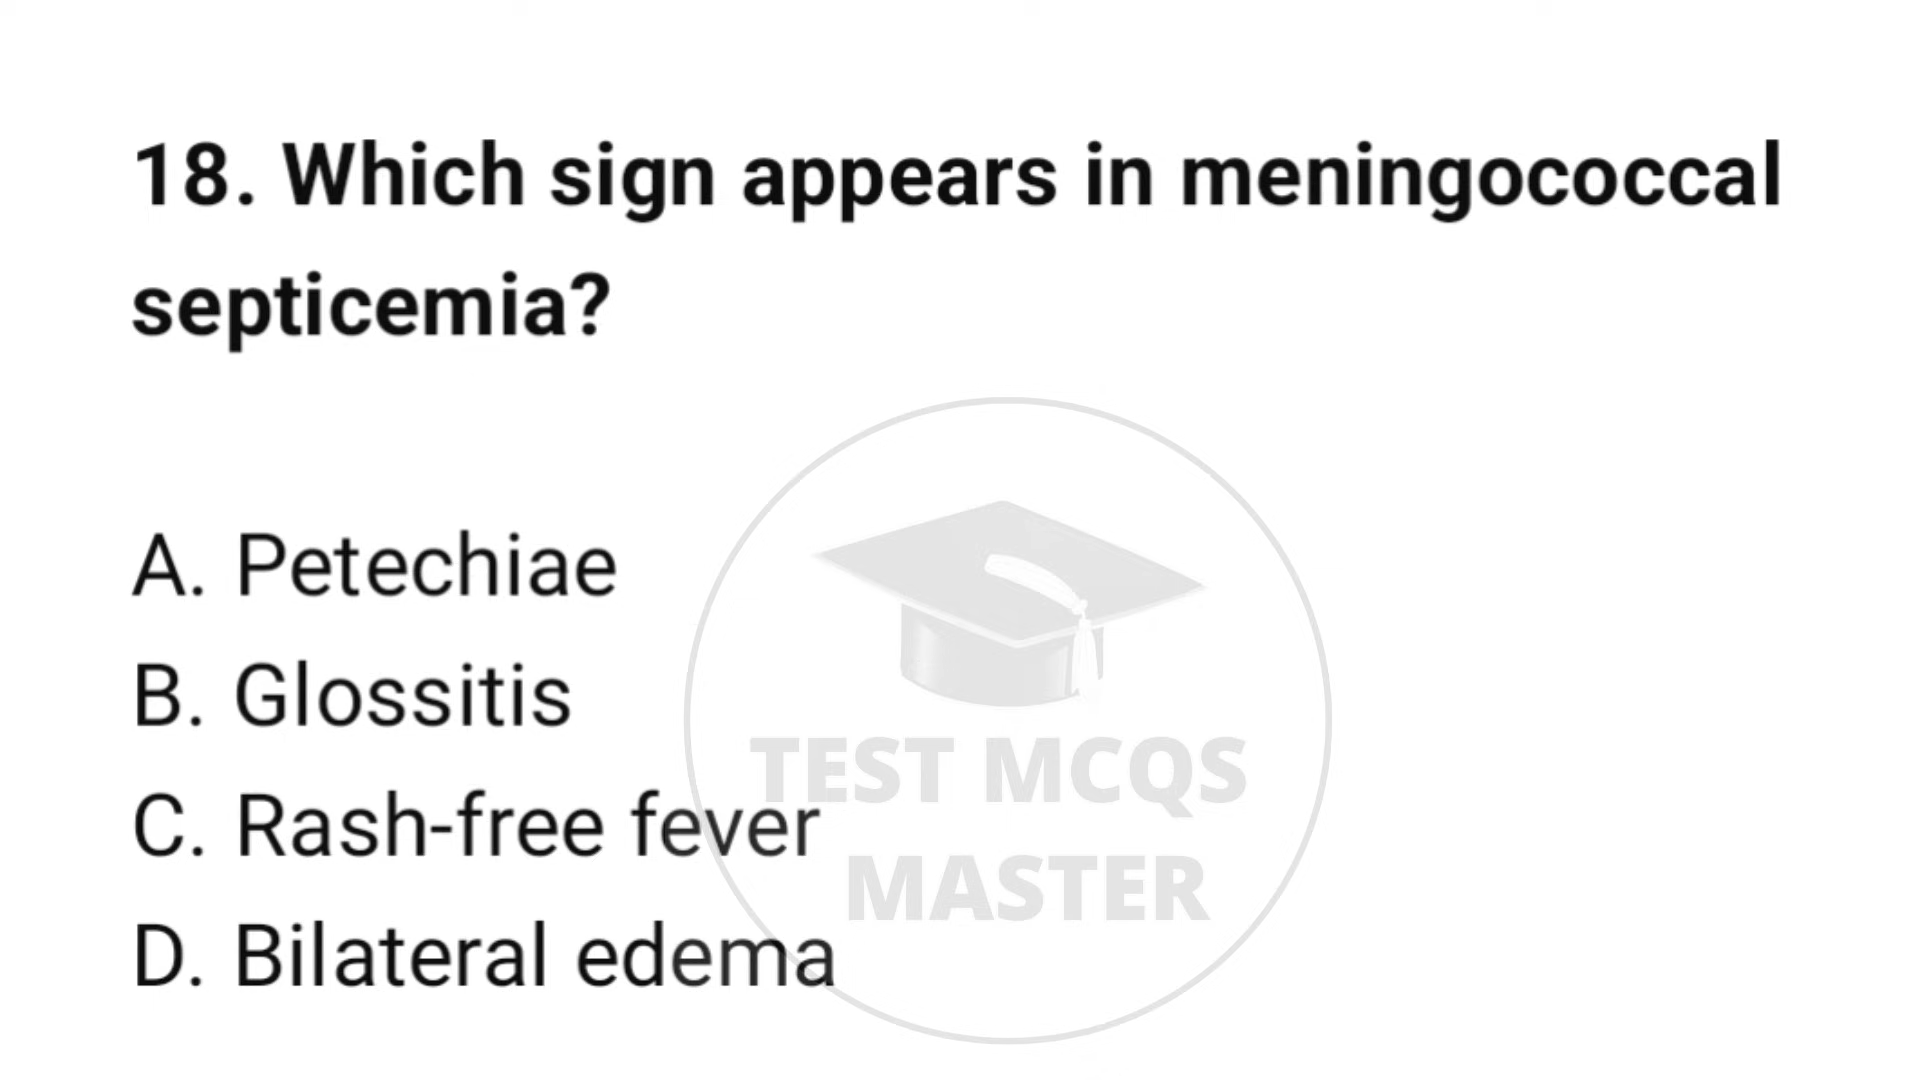 18. Which sign appears in meningococcal
septicemia?
A. Petechiae
B. Glossitis
C. Rash-free fever
D. Bilateral edema
TEST MCQS
MASTER